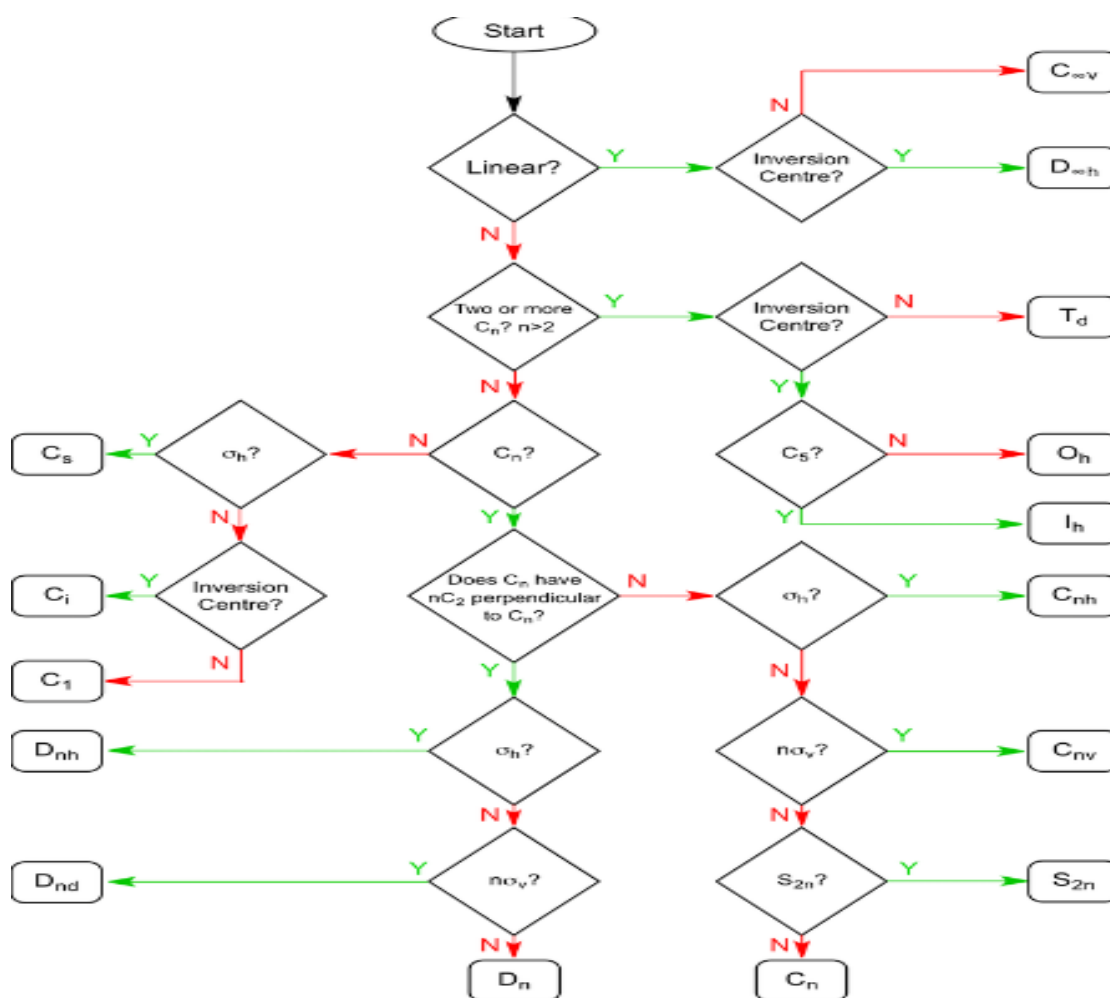 Start
C∞v
N
Linear?
Y
Inversion
Centre?
Y
D∞h
N
Two or more
Cn? n>2
Y
Inversion
Centre?
N
Td
N
Y
Cs
Y
σh?
N
Cn?
C5?
N
Oh
N
Y
Y
Ih
Ci
Y
Inversion
Centre?
Does Cn have
nC2 perpendicular
to Cn?
N
σh?
Y
Cnh
C1
N
Y
N
Dnh
Y
σh?
nσv?
Y
Cnv
N
N
Dnd
Y
nσv?
S2n?
Y
S2n
N
N
Dn
Cn